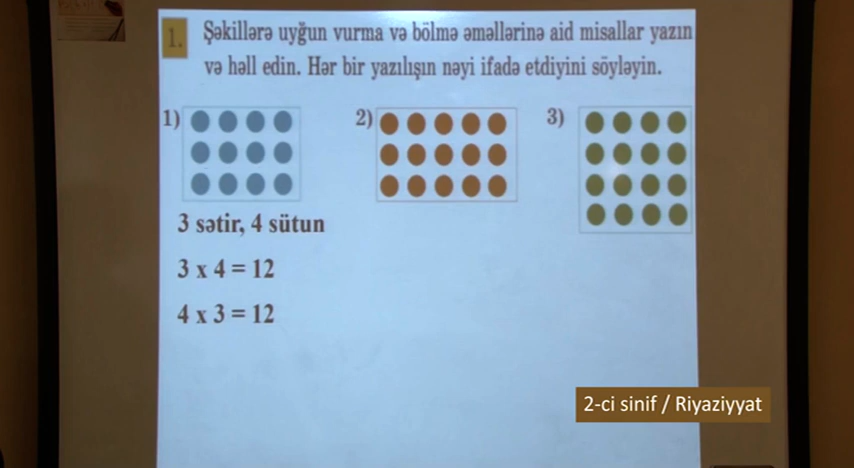 1. Şəkillərə uyğun vurma və bölmə əməllərinə aid misallar yazın
və həll edin. Hər bir yazılışın nəyi ifadə etdiyini söyləyin.
1) 2) 3)
3 sətir, 4 sütun
3 x 4 = 12
4 x 3 = 12
2-ci sinif / Riyaziyyat